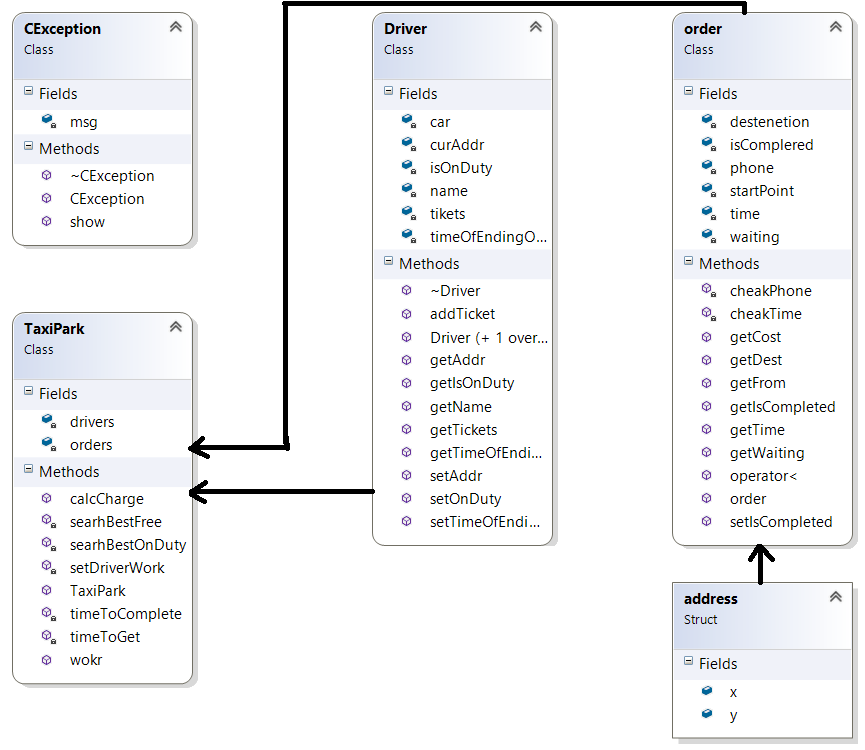 CException
Class
Fields
msg
Methods
~CException
CException
show
TaxiPark
Class
Fields
drivers
orders
Methods
calcCharge
searhBestFree
searhBestOnDuty
setDriverWork
TaxiPark
timeToComplete
timeToGet
wokr
Driver
Class
Fields
car
curAddr
isOnDuty
name
tikets
timeOfEndingO...
Methods
~Driver
addTicket
Driver (+ 1 over...
getAddr
getIsOnDuty
getName
getTickets
getTimeOfEndi...
setAddr
setOnDuty
setTimeOfEndi...
order
Class
Fields
destenetion
isComplered
phone
startPoint
time
waiting
Methods
cheakPhone
cheakTime
getCost
getDest
getFrom
getIsCompleted
getTime
getWaiting
operator<
order
setIsCompleted
address
Struct
Fields
x
y